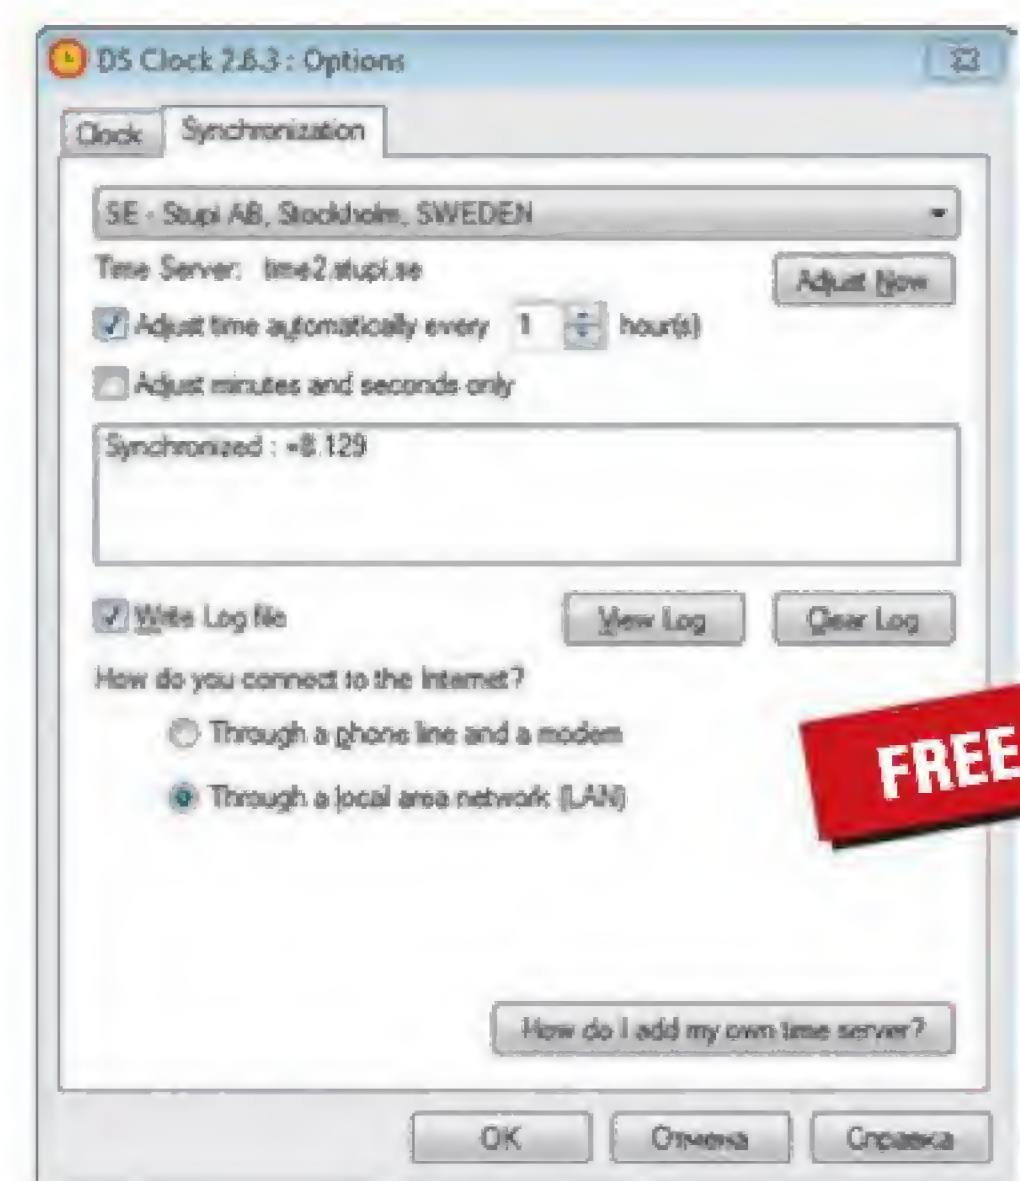 DS Clock 2.6.3 : Options
Clock Synchronization
SE - Stupi AB, Stockholm, SWEDEN
Time Server: time2.stupi.se
Adjust Now
Adjust time automatically every 1 hour(s)
Adjust minutes and seconds only
Synchronized : +8.129
Write Log file
View Log
Clear Log
How do you connect to the Internet?
Through a phone line and a modem
FREE
Through a local area network (LAN)
How do I add my own time server?
OK
Отмена
Справка